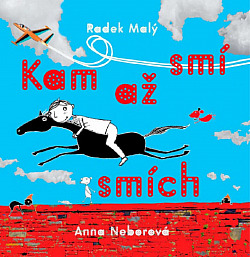 Radek Malý
Kam až smí
smích
Anna Neborová